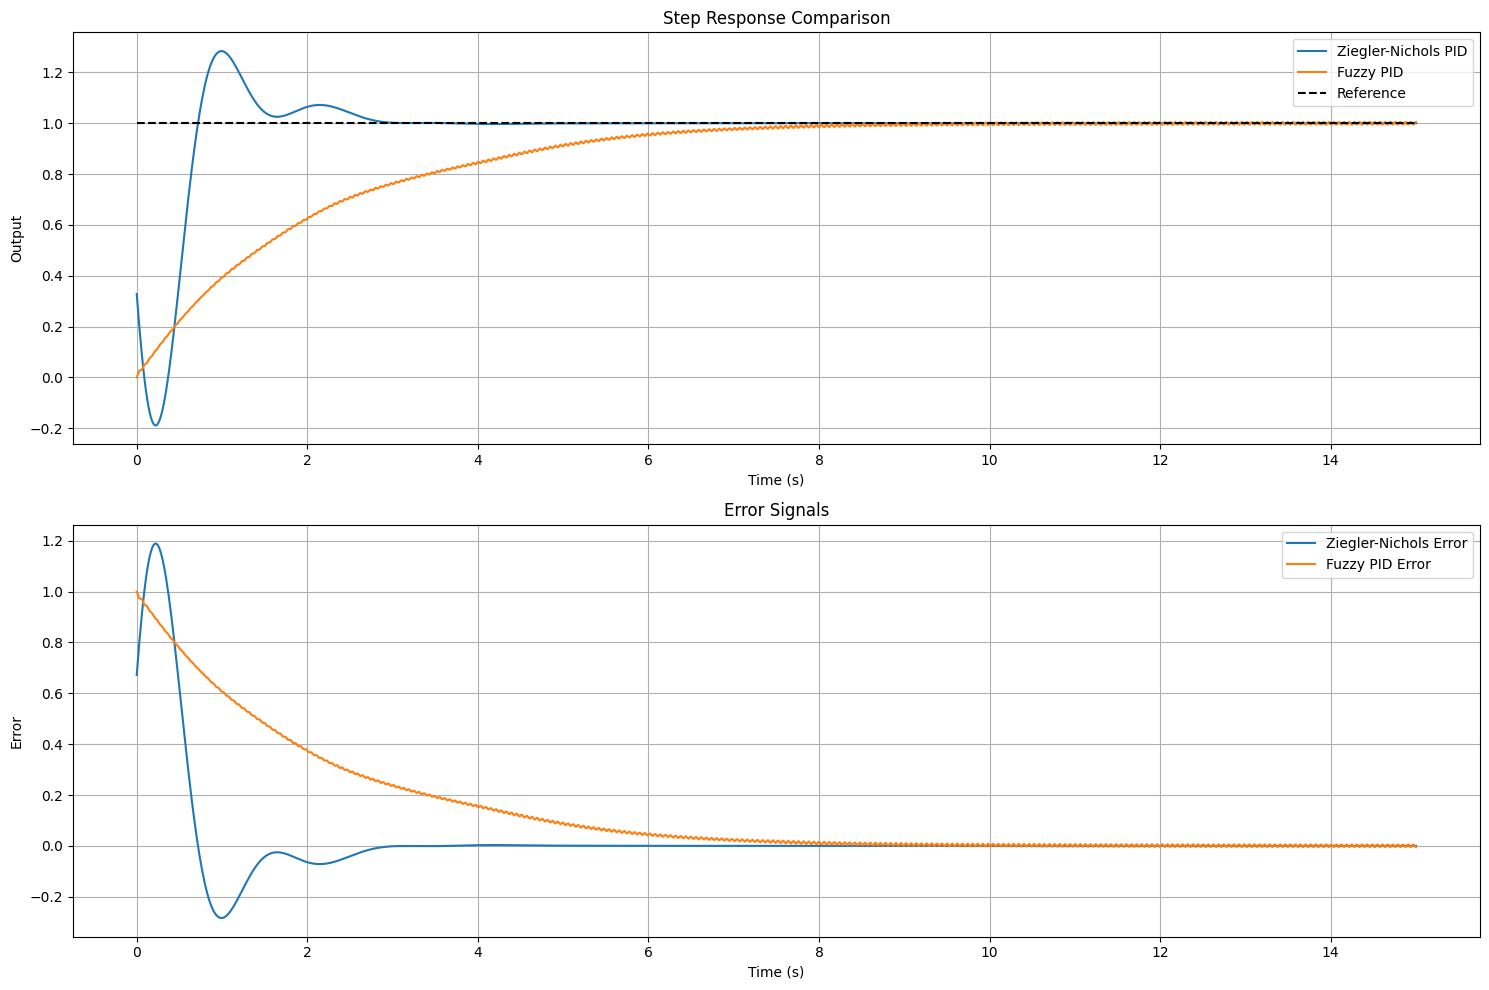 Step Response Comparison
Ziegler-Nichols PID
Fuzzy PID
Reference
1.2
1.0
0.8
0.6
0.4
0.2
0.0
−0.2
Output
0 2 4 6 8 10 12 14
Time (s)
Error Signals
Ziegler-Nichols Error
Fuzzy PID Error
1.2
1.0
0.8
0.6
0.4
0.2
0.0
−0.2
Error
0 2 4 6 8 10 12 14
Time (s)